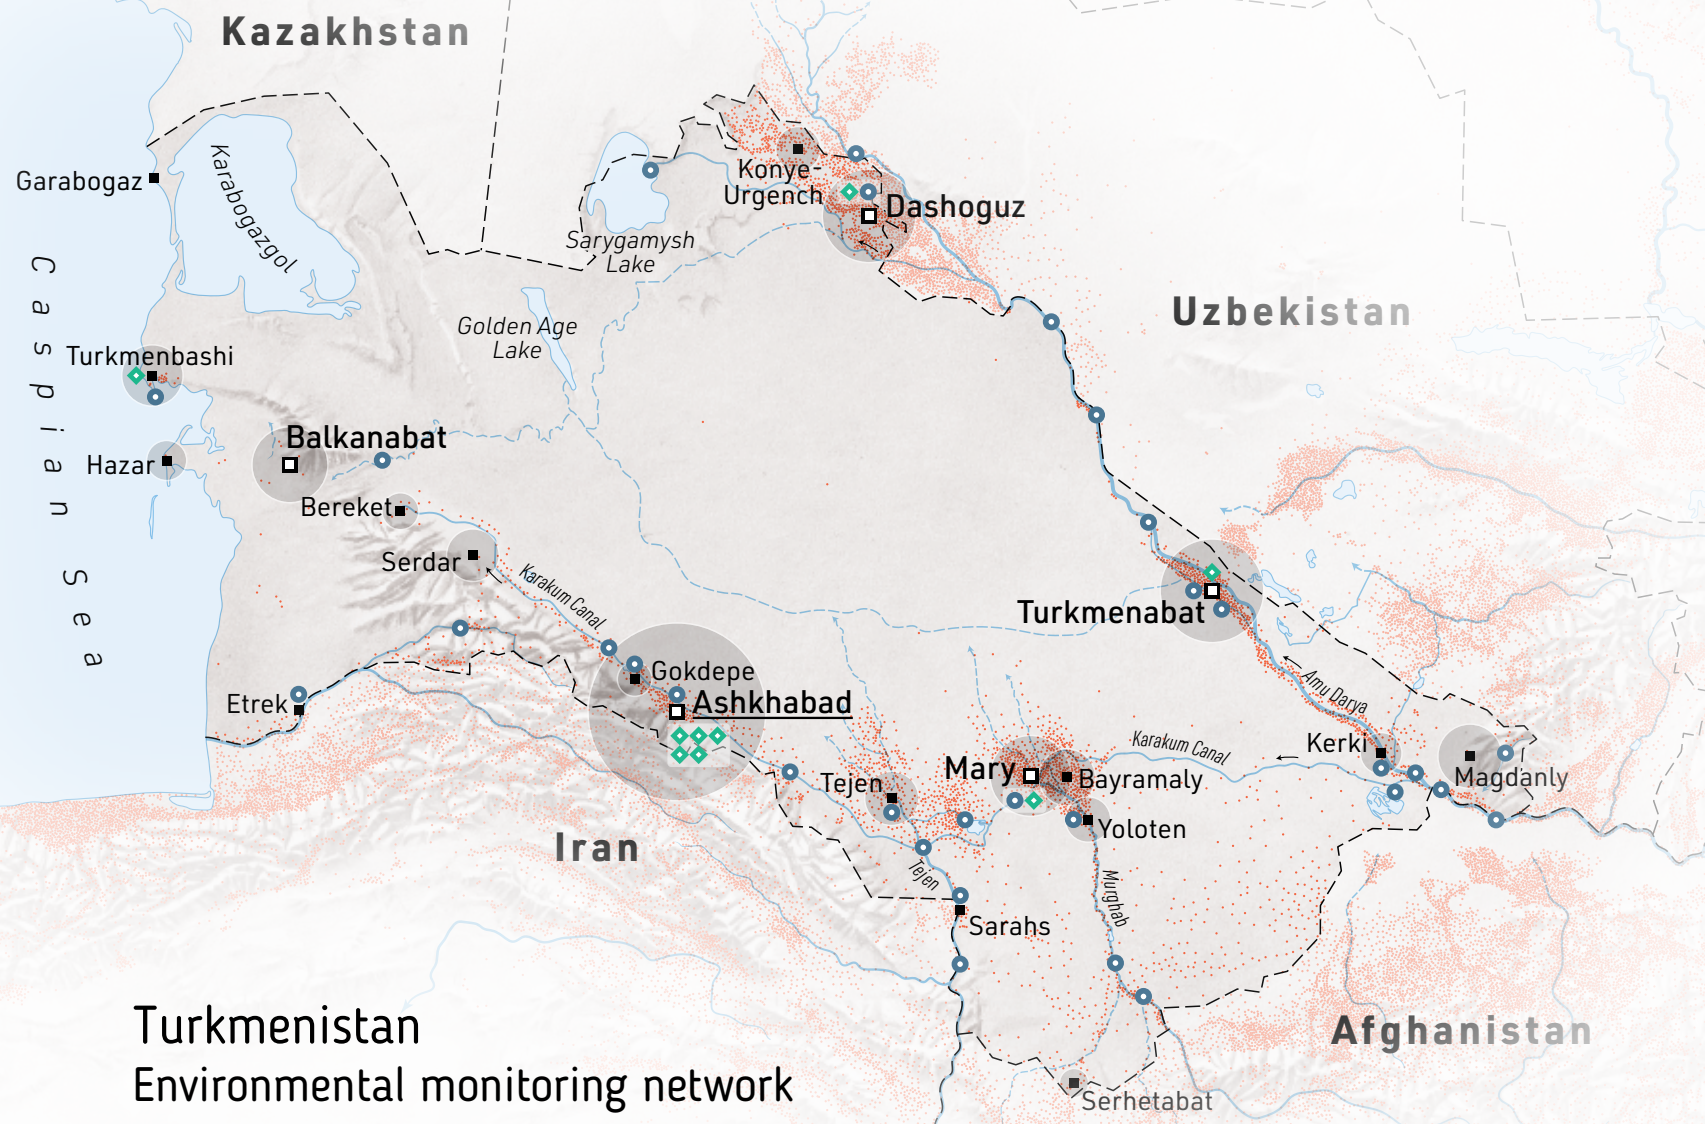 Kazakhstan
Garabogaz
Karabogazgol
Konye-
Urgench
Dashoguz
Sarygamysh
Lake
Caspian Sea
Golden Age
Lake
Uzbekistan
Turkmenbashi
Balkanabat
Hazar
Bereket
Serdar
Karakum Canal
Turkmenabat
Gokdepe
Ashkhabad
Etrek
Amu Darya
Karakum Canal
Kerki
Mary
Bayramaly
Magdanly
Tejen
Yoloten
Iran
Tejen
Murghab
Sarahs
Turkmenistan
Environmental monitoring network
Afghanistan
Serhetabat